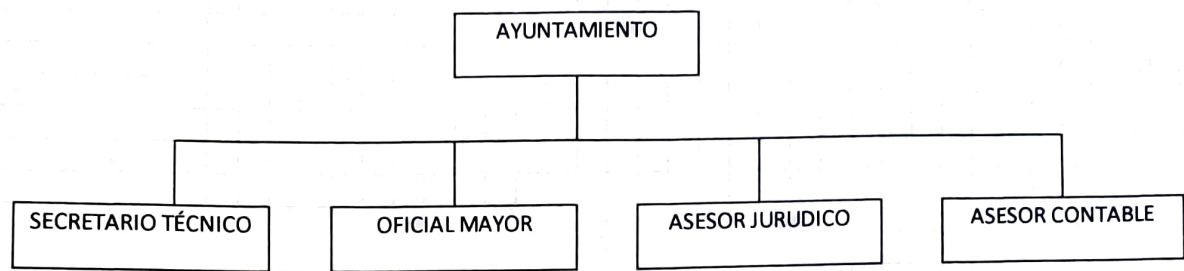 AYUNTAMIENTO
SECRETARIO TÉCNICO
OFICIAL MAYOR
ASESOR JURUDICO
ASESOR CONTABLE